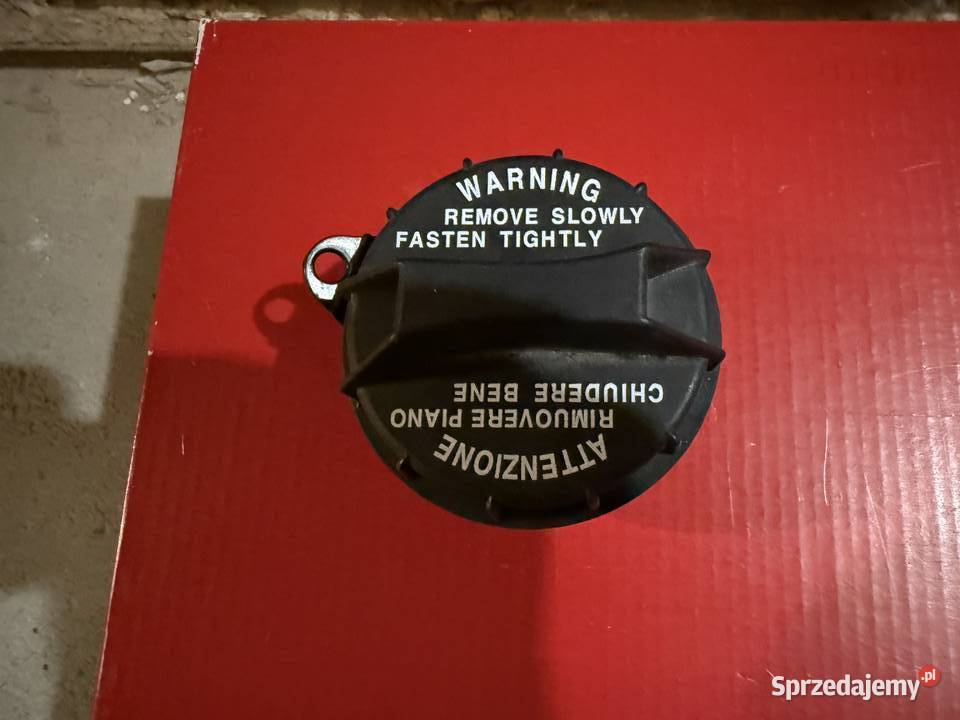 WARNING
REMOVE SLOWLY
FASTEN TIGHTLY
ATTENZIONE
RIMUOVERE PIANO
CHIUDERE BENE
Sprzedajemy.pl